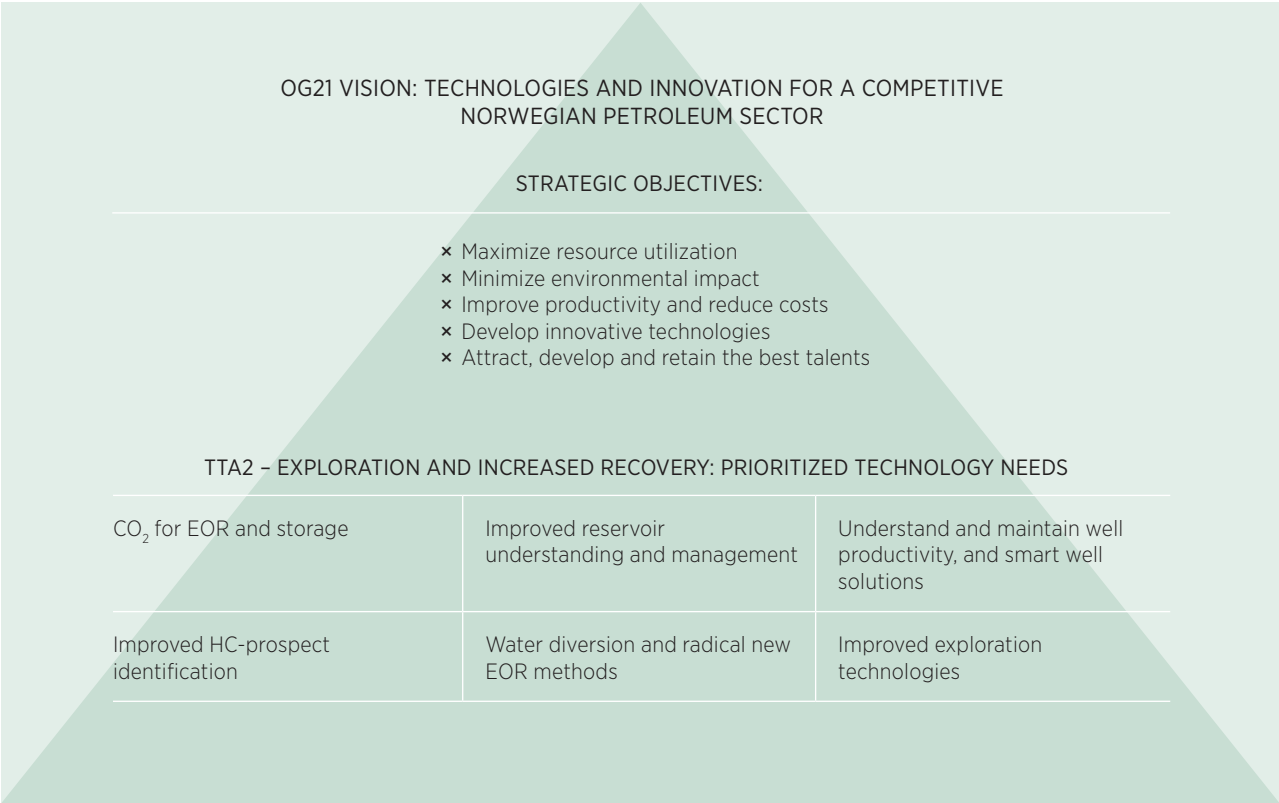 OG21 VISION: TECHNOLOGIES AND INNOVATION FOR A COMPETITIVE
NORWEGIAN PETROLEUM SECTOR
STRATEGIC OBJECTIVES:
× Maximize resource utilization
× Minimize environmental impact
× Improve productivity and reduce costs
× Develop innovative technologies
× Attract, develop and retain the best talents
TTA2 – EXPLORATION AND INCREASED RECOVERY: PRIORITIZED TECHNOLOGY NEEDS
CO₂ for EOR and storage
Improved reservoir
understanding and management
Understand and maintain well
productivity, and smart well
solutions
Improved HC-prospect
identification
Water diversion and radical new
EOR methods
Improved exploration
technologies